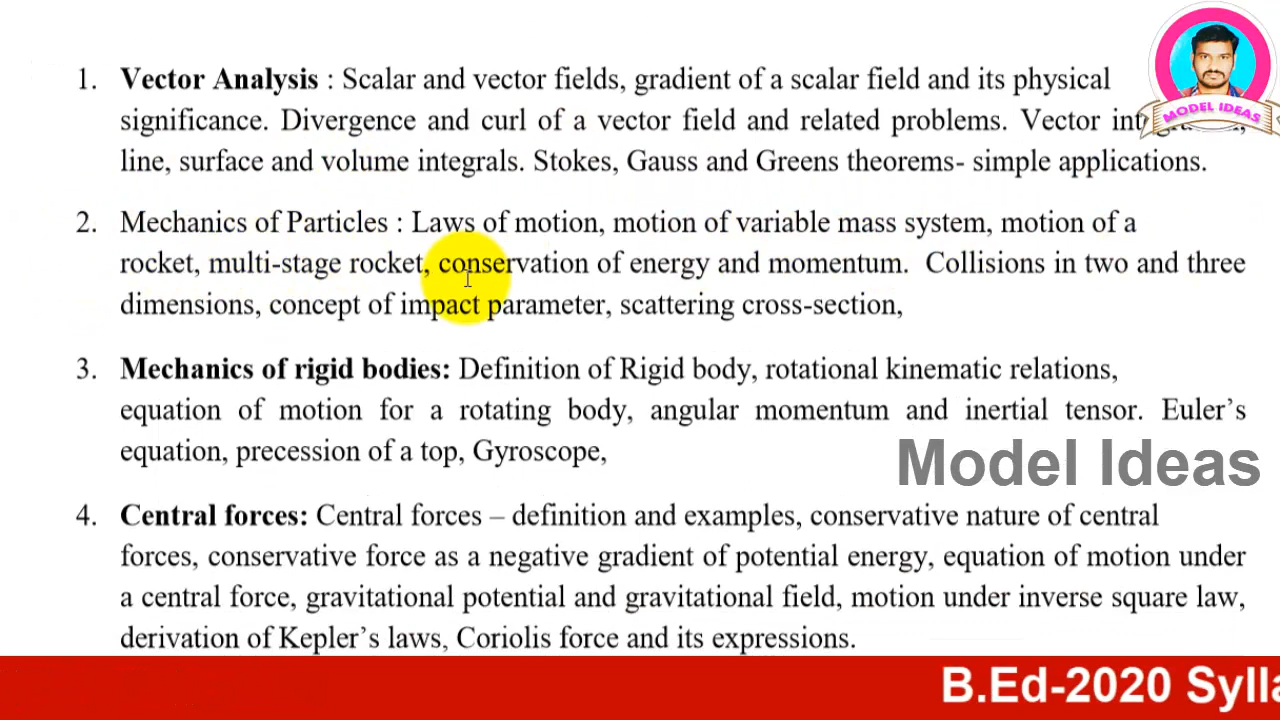 1. Vector Analysis : Scalar and vector fields, gradient of a scalar field and its physical
significance. Divergence and curl of a vector field and related problems. Vector
line, surface and volume integrals. Stokes, Gauss and Greens theorems- simple applications.
2. Mechanics of Particles : Laws of motion, motion of variable mass system, motion of a
rocket, multi-stage rocket, conservation of energy and momentum. Collisions in two and three
dimensions, concept of impact parameter, scattering cross-section,
3. Mechanics of rigid bodies: Definition of Rigid body, rotational kinematic relations,
equation of motion for a rotating body, angular momentum and inertial tensor. Euler’s
equation, precession of a top, Gyroscope,
4. Central forces: Central forces – definition and examples, conservative nature of central
forces, conservative force as a negative gradient of potential energy, equation of motion under
a central force, gravitational potential and gravitational field, motion under inverse square law,
derivation of Kepler’s laws, Coriolis force and its expressions.
MODEL IDEAS
Model Ideas
B.Ed-2020